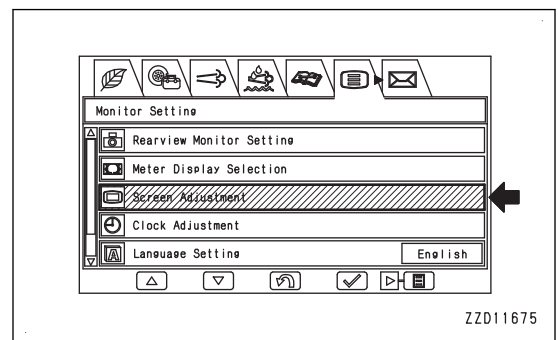 Monitor Setting
Rearview Monitor Setting
Meter Display Selection
Screen Adjustment
Clock Adjustment
Language Setting English
ZZD11675